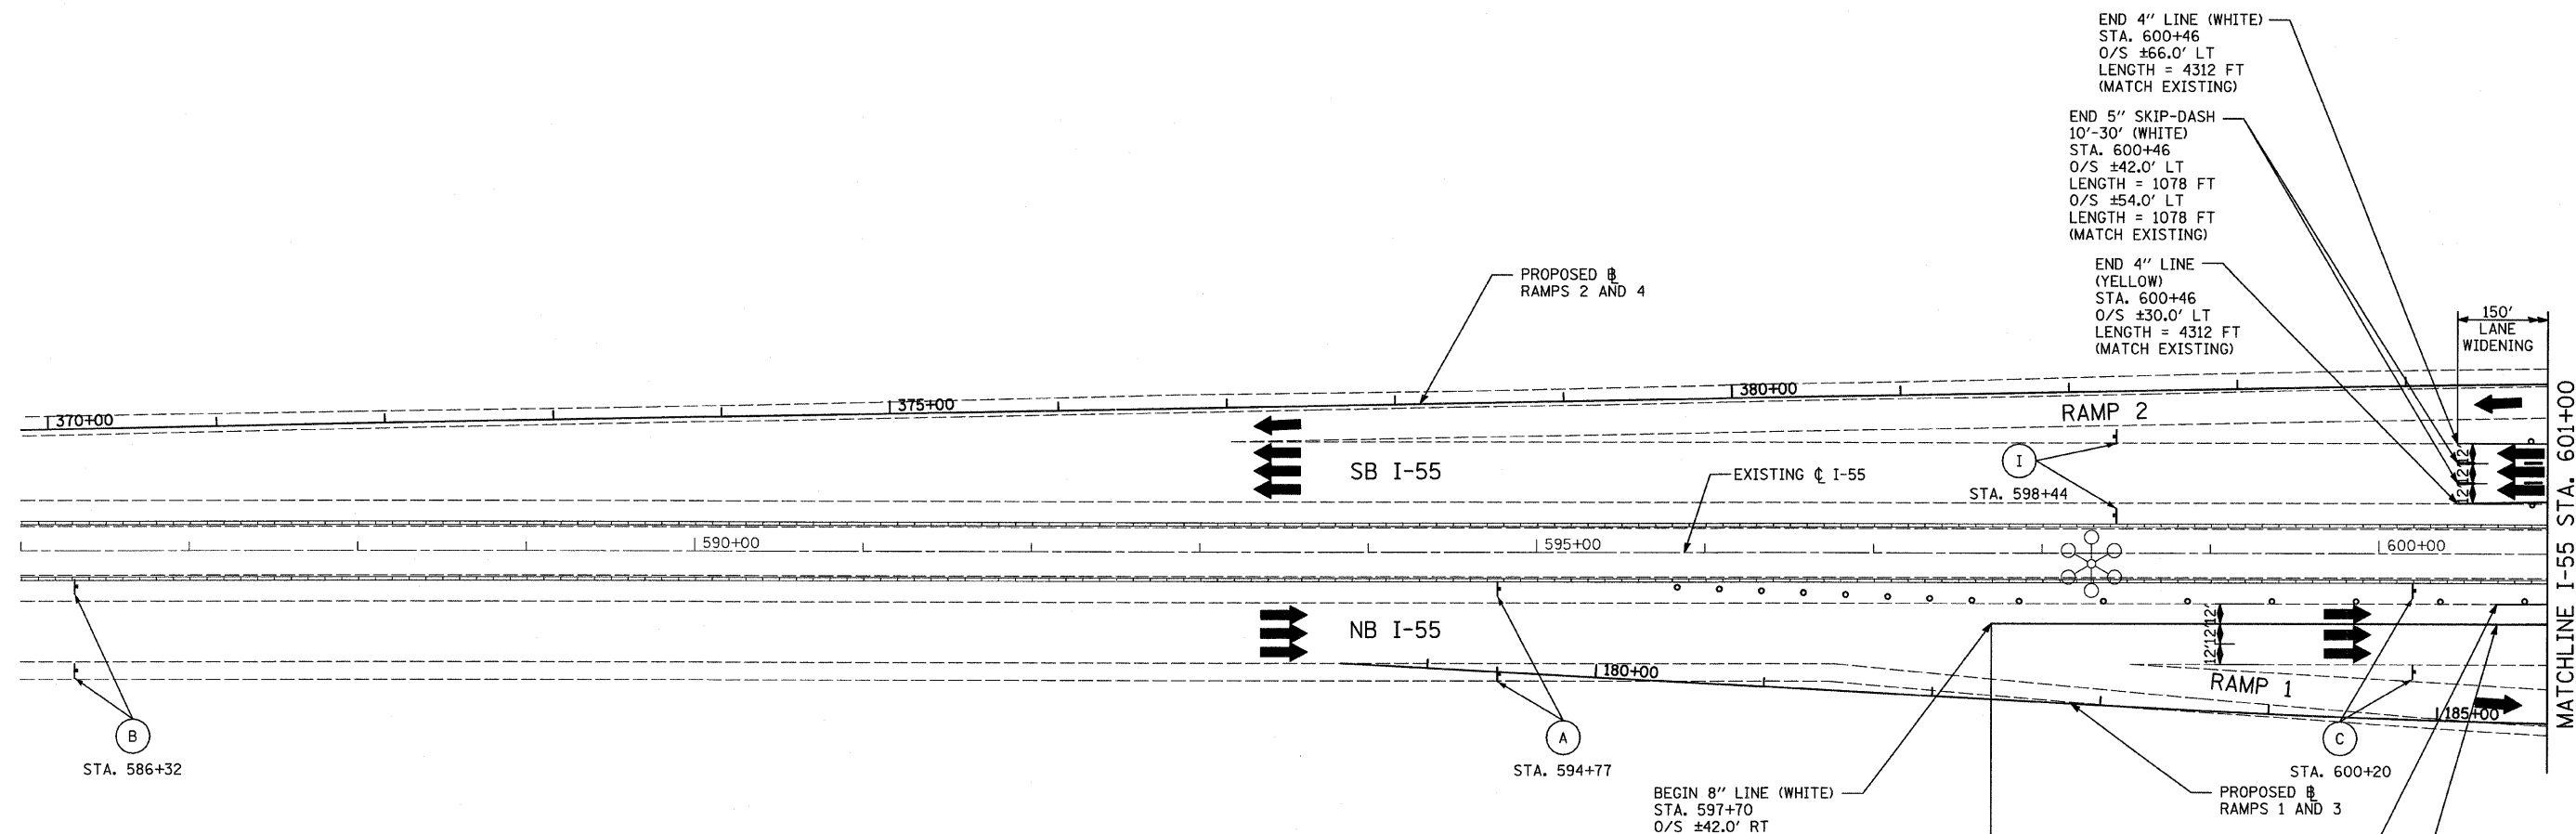 END 4" LINE (WHITE)
STA. 600+46
O/S ±66.0' LT
LENGTH = 4312 FT
(MATCH EXISTING)
END 5" SKIP-DASH
10'-30' (WHITE)
STA. 600+46
O/S ±42.0' LT
LENGTH = 1078 FT
O/S ±54.0' LT
LENGTH = 1078 FT
(MATCH EXISTING)
END 4" LINE
(YELLOW)
STA. 600+46
O/S ±30.0' LT
LENGTH = 4312 FT
(MATCH EXISTING)
PROPOSED ℄
RAMPS 2 AND 4
150'
LANE
WIDENING
370+00
375+00
380+00
RAMP 2
SB I-55
EXISTING ℄ I-55
I
STA. 598+44
12'
12'
12'
590+00
595+00
600+00
MATCHLINE I-55 STA. 601+00
NB I-55
12'
12'
12'
180+00
RAMP 1
185+00
B
STA. 586+32
A
STA. 594+77
C
STA. 600+20
BEGIN 8" LINE (WHITE)
STA. 597+70
O/S ±42.0' RT
PROPOSED ℄
RAMPS 1 AND 3